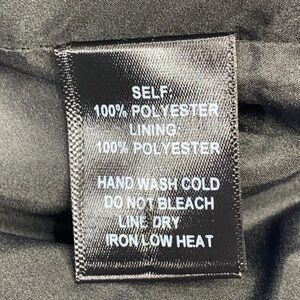 SELF:
100% POLYESTER
LINING:
100% POLYESTER
HAND WASH COLD
DO NOT BLEACH
LINE DRY
IRON LOW HEAT